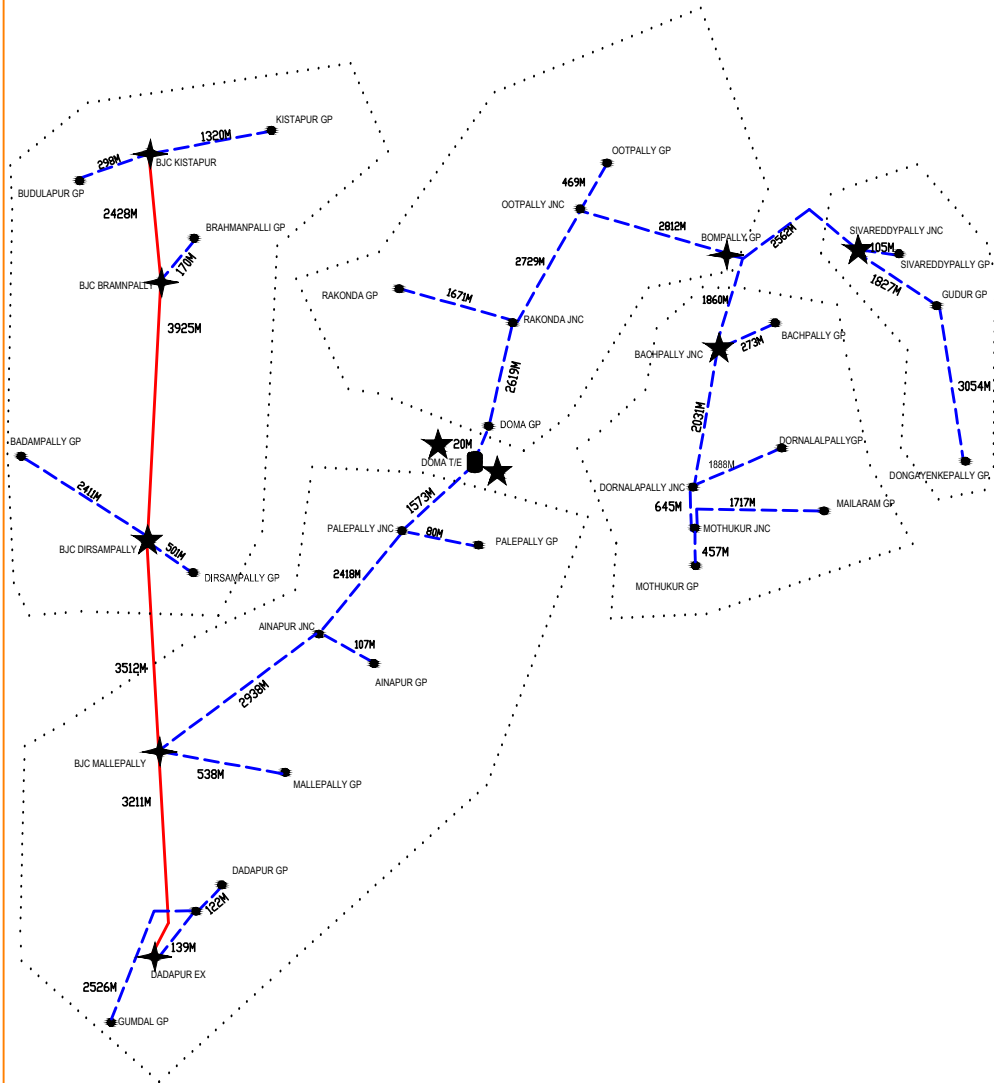 KISTAPUR GP
1320M
298M
BJC KISTAPUR
BUDULAPUR GP
2428M
BRAHMANPALLI GP
170M
BJC BRAMNPALLY
3925M
OOTPALLY GP
469M
OOTPALLY JNC
2812M
BOMPALLY GP
2562M
SIVAREDDYPALLY JNC
105M
SIVAREDDYPALLY GP
1827M
GUDUR GP
2729M
RAKONDA GP
1671M
RAKONDA JNC
1860M
BACHPALLY GP
273M
BACHPALLY JNC
3054M
2619M
2031M
DOMA GP
20M
DOMA T/E
BADAMPALLY GP
2411M
DORNALALPALLYGP
1888M
DONGAYENKEPALLY GP
DORNALAPALLY JNC
1573M
645M
1717M
MAILARAM GP
PALEPALLY JNC
80M
PALEPALLY GP
MOTHUKUR JNC
457M
MOTHUKUR GP
BJC DIRSAMPALLY
501M
DIRSAMPALLY GP
2418M
AINAPUR JNC
107M
AINAPUR GP
3512M
2938M
BJC MALLEPALLY
538M
MALLEPALLY GP
3211M
DADAPUR GP
122M
139M
DADAPUR EX
2526M
GUMDAL GP